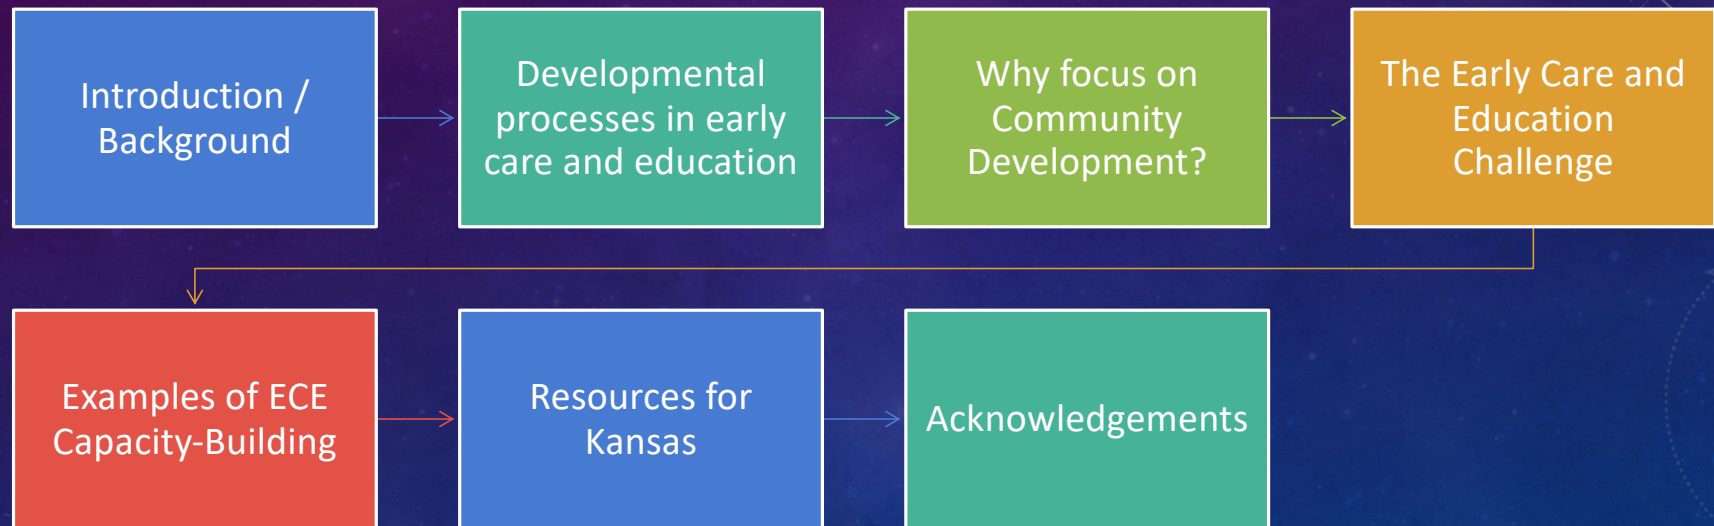 Introduction /
Background
Developmental
processes in early
care and education
Why focus on
Community
Development?
The Early Care and
Education
Challenge
Examples of ECE
Capacity-Building
Resources for
Kansas
Acknowledgements